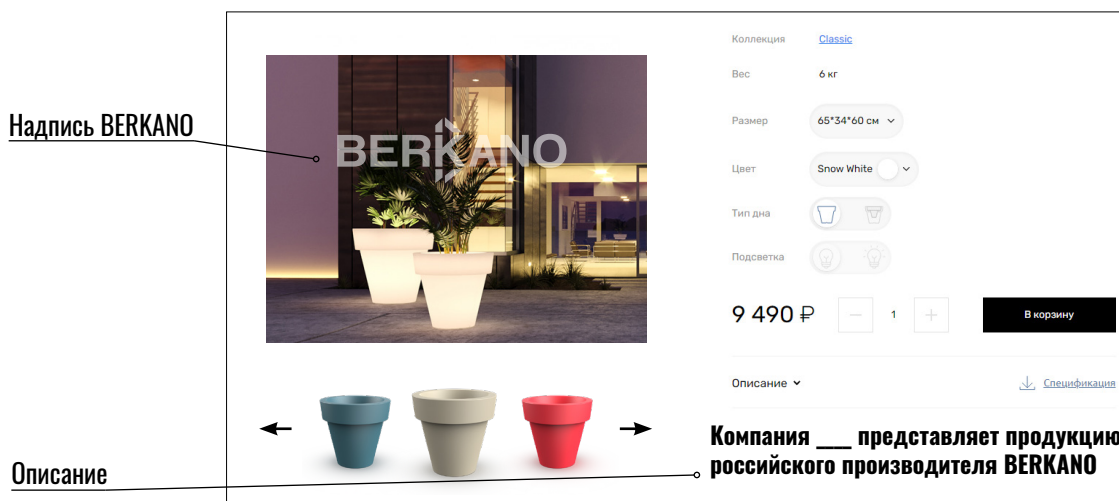 Надпись BERKANO
BERKANO
Коллекция Classic
Вес 6 кг
Размер 65*34*60 см
Цвет Snow White
Тип дна
Подсветка
9 490 ₽ — 1 + В корзину
Описание Спецификация
Описание
Компания ___ представляет продукцию
российского производителя BERKANO